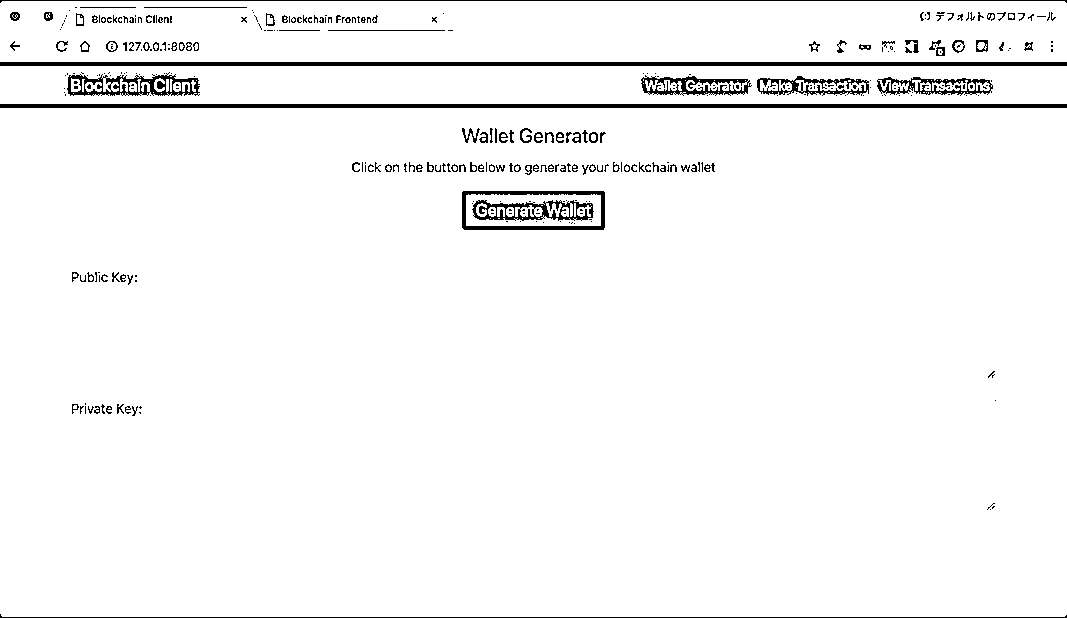 Blockchain Client
Blockchain Frontend
デフォルトのプロフィール
127.0.0.1:8080
Blockchain Client
Wallet Generator
Make Transaction
View Transactions
Wallet Generator
Click on the button below to generate your blockchain wallet
Generate Wallet
Public Key:
Private Key: